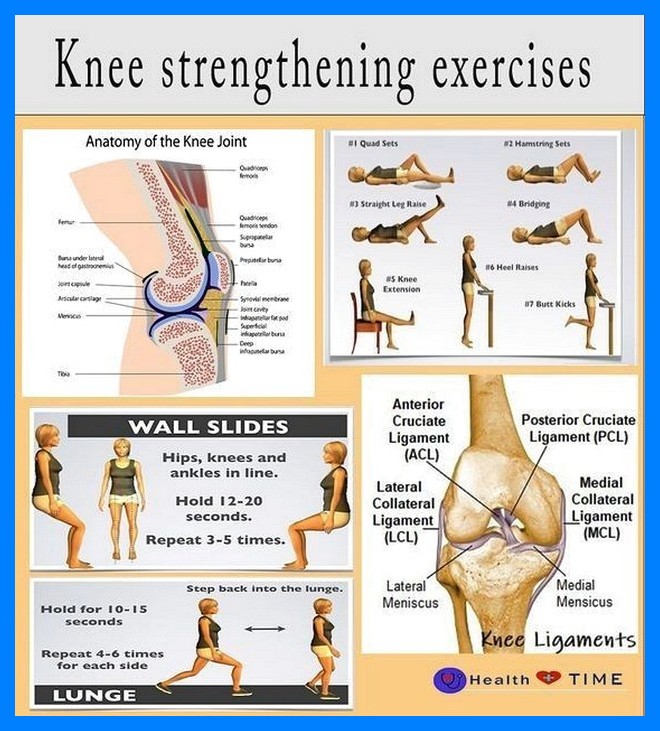 Knee strengthening exercises
Anatomy of the Knee Joint
Quadriceps
femoris
Femur
Quadriceps
femoris tendon
Suprapatellar
bursa
Bursa under lateral
head of gastrocnemius
Prepatellar bursa
Joint capsule
Patella
Articular cartilage
Synovial membrane
Meniscus
Joint cavity
Infrapatellar fat pad
Superficial
infrapatellar bursa
Deep
infrapatellar bursa
Tibia
#1 Quad Sets
#2 Hamstring Sets
#3 Straight Leg Raise
#4 Bridging
#5 Knee
Extension
#6 Heel Raises
#7 Butt Kicks
WALL SLIDES
Hips, knees and
ankles in line.
Hold 12-20
seconds.
Repeat 3-5 times.
Step back into the lunge.
Hold for 10-15
seconds
Repeat 4-6 times
for each side
LUNGE
Anterior
Cruciate
Ligament
(ACL)
Posterior Cruciate
Ligament (PCL)
Lateral
Collateral
Ligament
(LCL)
Medial
Collateral
Ligament
(MCL)
Lateral
Meniscus
Medial
Mensicus
Knee Ligaments
Health TIME